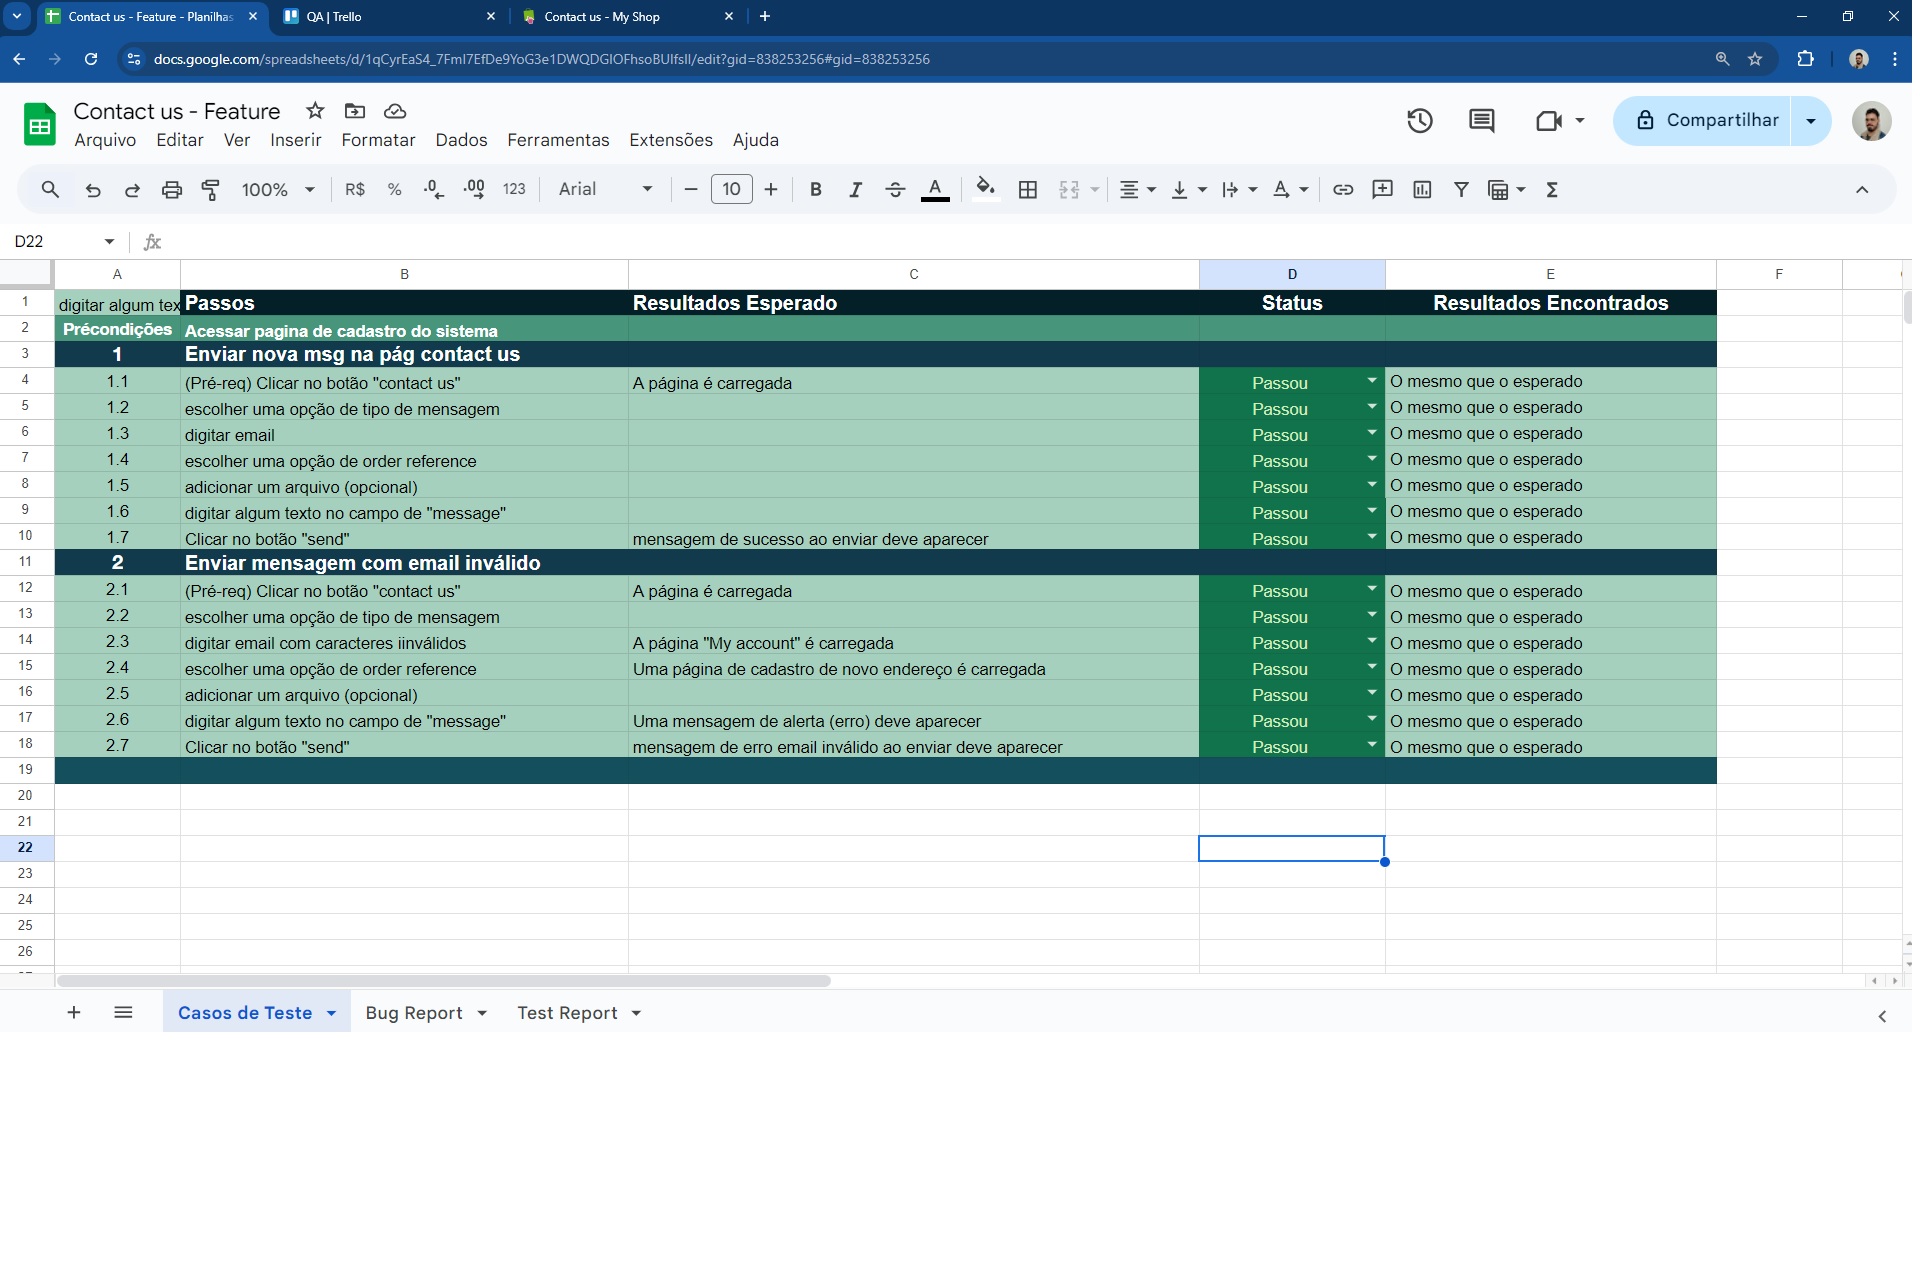 Contact us - Feature - Planilhas
QA | Trello
Contact us - My Shop
docs.google.com/spreadsheets/d/1qCyrEaS4_7FmI7EfDe9YoG3e1DWQDGIOFhsoBUIfsII/edit?gid=838253256#gid=838253256
Contact us - Feature
Arquivo Editar Ver Inserir Formatar Dados Ferramentas Extensões Ajuda
Compartilhar
100% R$ % .0 .00 123 Arial 10 B I A
D22 fx
A B C D E F
1 digitar algum tex Passos Resultados Esperado Status Resultados Encontrados
2 Précondições Acessar pagina de cadastro do sistema
3 1 Enviar nova msg na pág contact us
4 1.1 (Pré-req) Clicar no botão "contact us" A página é carregada Passou O mesmo que o esperado
5 1.2 escolher uma opção de tipo de mensagem Passou O mesmo que o esperado
6 1.3 digitar email Passou O mesmo que o esperado
7 1.4 escolher uma opção de order reference Passou O mesmo que o esperado
8 1.5 adicionar um arquivo (opcional) Passou O mesmo que o esperado
9 1.6 digitar algum texto no campo de "message" Passou O mesmo que o esperado
10 1.7 Clicar no botão "send" mensagem de sucesso ao enviar deve aparecer Passou O mesmo que o esperado
11 2 Enviar mensagem com email inválido
12 2.1 (Pré-req) Clicar no botão "contact us" A página é carregada Passou O mesmo que o esperado
13 2.2 escolher uma opção de tipo de mensagem Passou O mesmo que o esperado
14 2.3 digitar email com caracteres iinválidos A página "My account" é carregada Passou O mesmo que o esperado
15 2.4 escolher uma opção de order reference Uma página de cadastro de novo endereço é carregada Passou O mesmo que o esperado
16 2.5 adicionar um arquivo (opcional) Passou O mesmo que o esperado
17 2.6 digitar algum texto no campo de "message" Uma mensagem de alerta (erro) deve aparecer Passou O mesmo que o esperado
18 2.7 Clicar no botão "send" mensagem de erro email inválido ao enviar deve aparecer Passou O mesmo que o esperado
19
20
21
22
23
24
25
26
Casos de Teste Bug Report Test Report